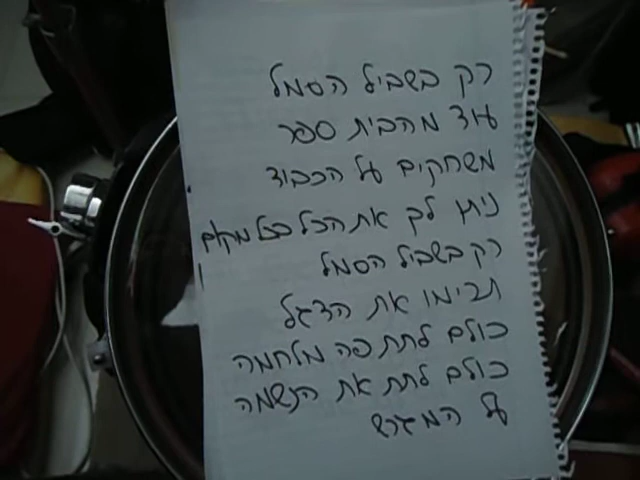 רק בשביל הסמל
עוד מהבית ספר
משחקים על הכבוד
ניתן לך את הכל בכל מקום
רק בשביל הסמל
תרימו את הדגל
כולם לתת פה מלחמה
כולם לתת את הנשמה
על המגרש